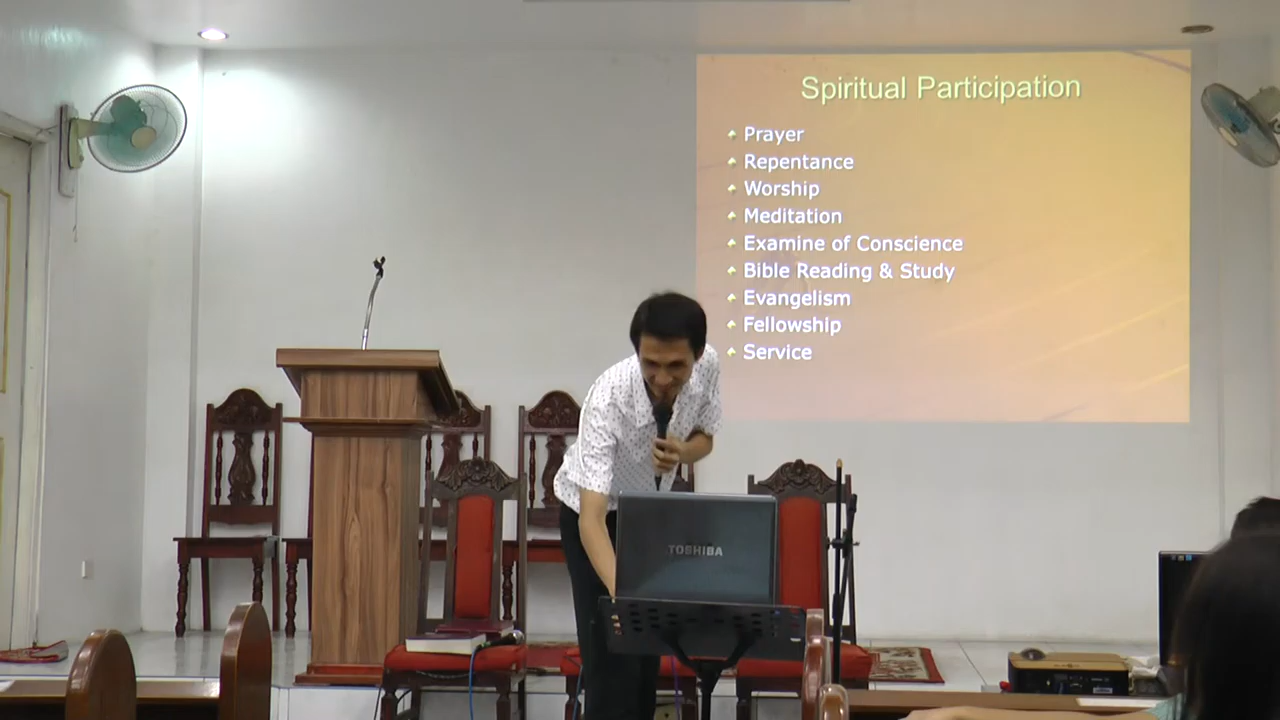 Spiritual Participation
Prayer
Repentance
Worship
Meditation
Examine of Conscience
Bible Reading & Study
Evangelism
Fellowship
Service
TOSHIBA